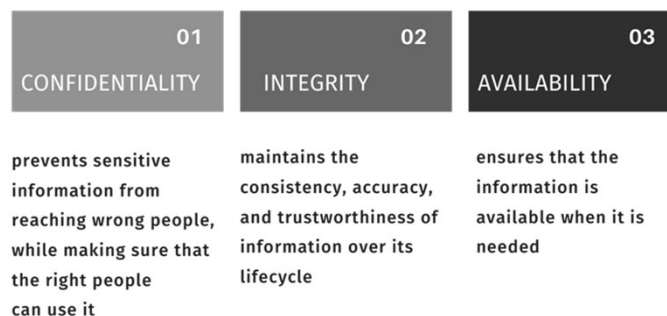 01
CONFIDENTIALITY
prevents sensitive
information from
reaching wrong people,
while making sure that
the right people
can use it
02
INTEGRITY
maintains the
consistency, accuracy,
and trustworthiness of
information over its
lifecycle
03
AVAILABILITY
ensures that the
information is
available when it is
needed